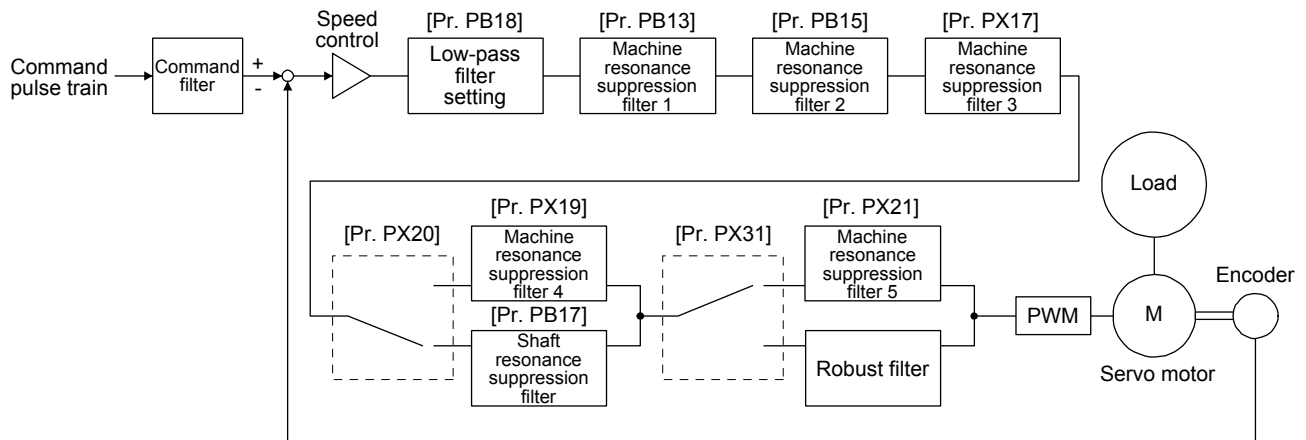 Command
pulse train
Command
filter
+
-
Speed
control
[Pr. PB18]
Low-pass
filter
setting
[Pr. PB13]
Machine
resonance
suppression
filter 1
[Pr. PB15]
Machine
resonance
suppression
filter 2
[Pr. PX17]
Machine
resonance
suppression
filter 3
[Pr. PX20]
[Pr. PX19]
Machine
resonance
suppression
filter 4
[Pr. PB17]
Shaft
resonance
suppression
filter
[Pr. PX31]
[Pr. PX21]
Machine
resonance
suppression
filter 5
Robust filter
PWM
Load
M
Servo motor
Encoder